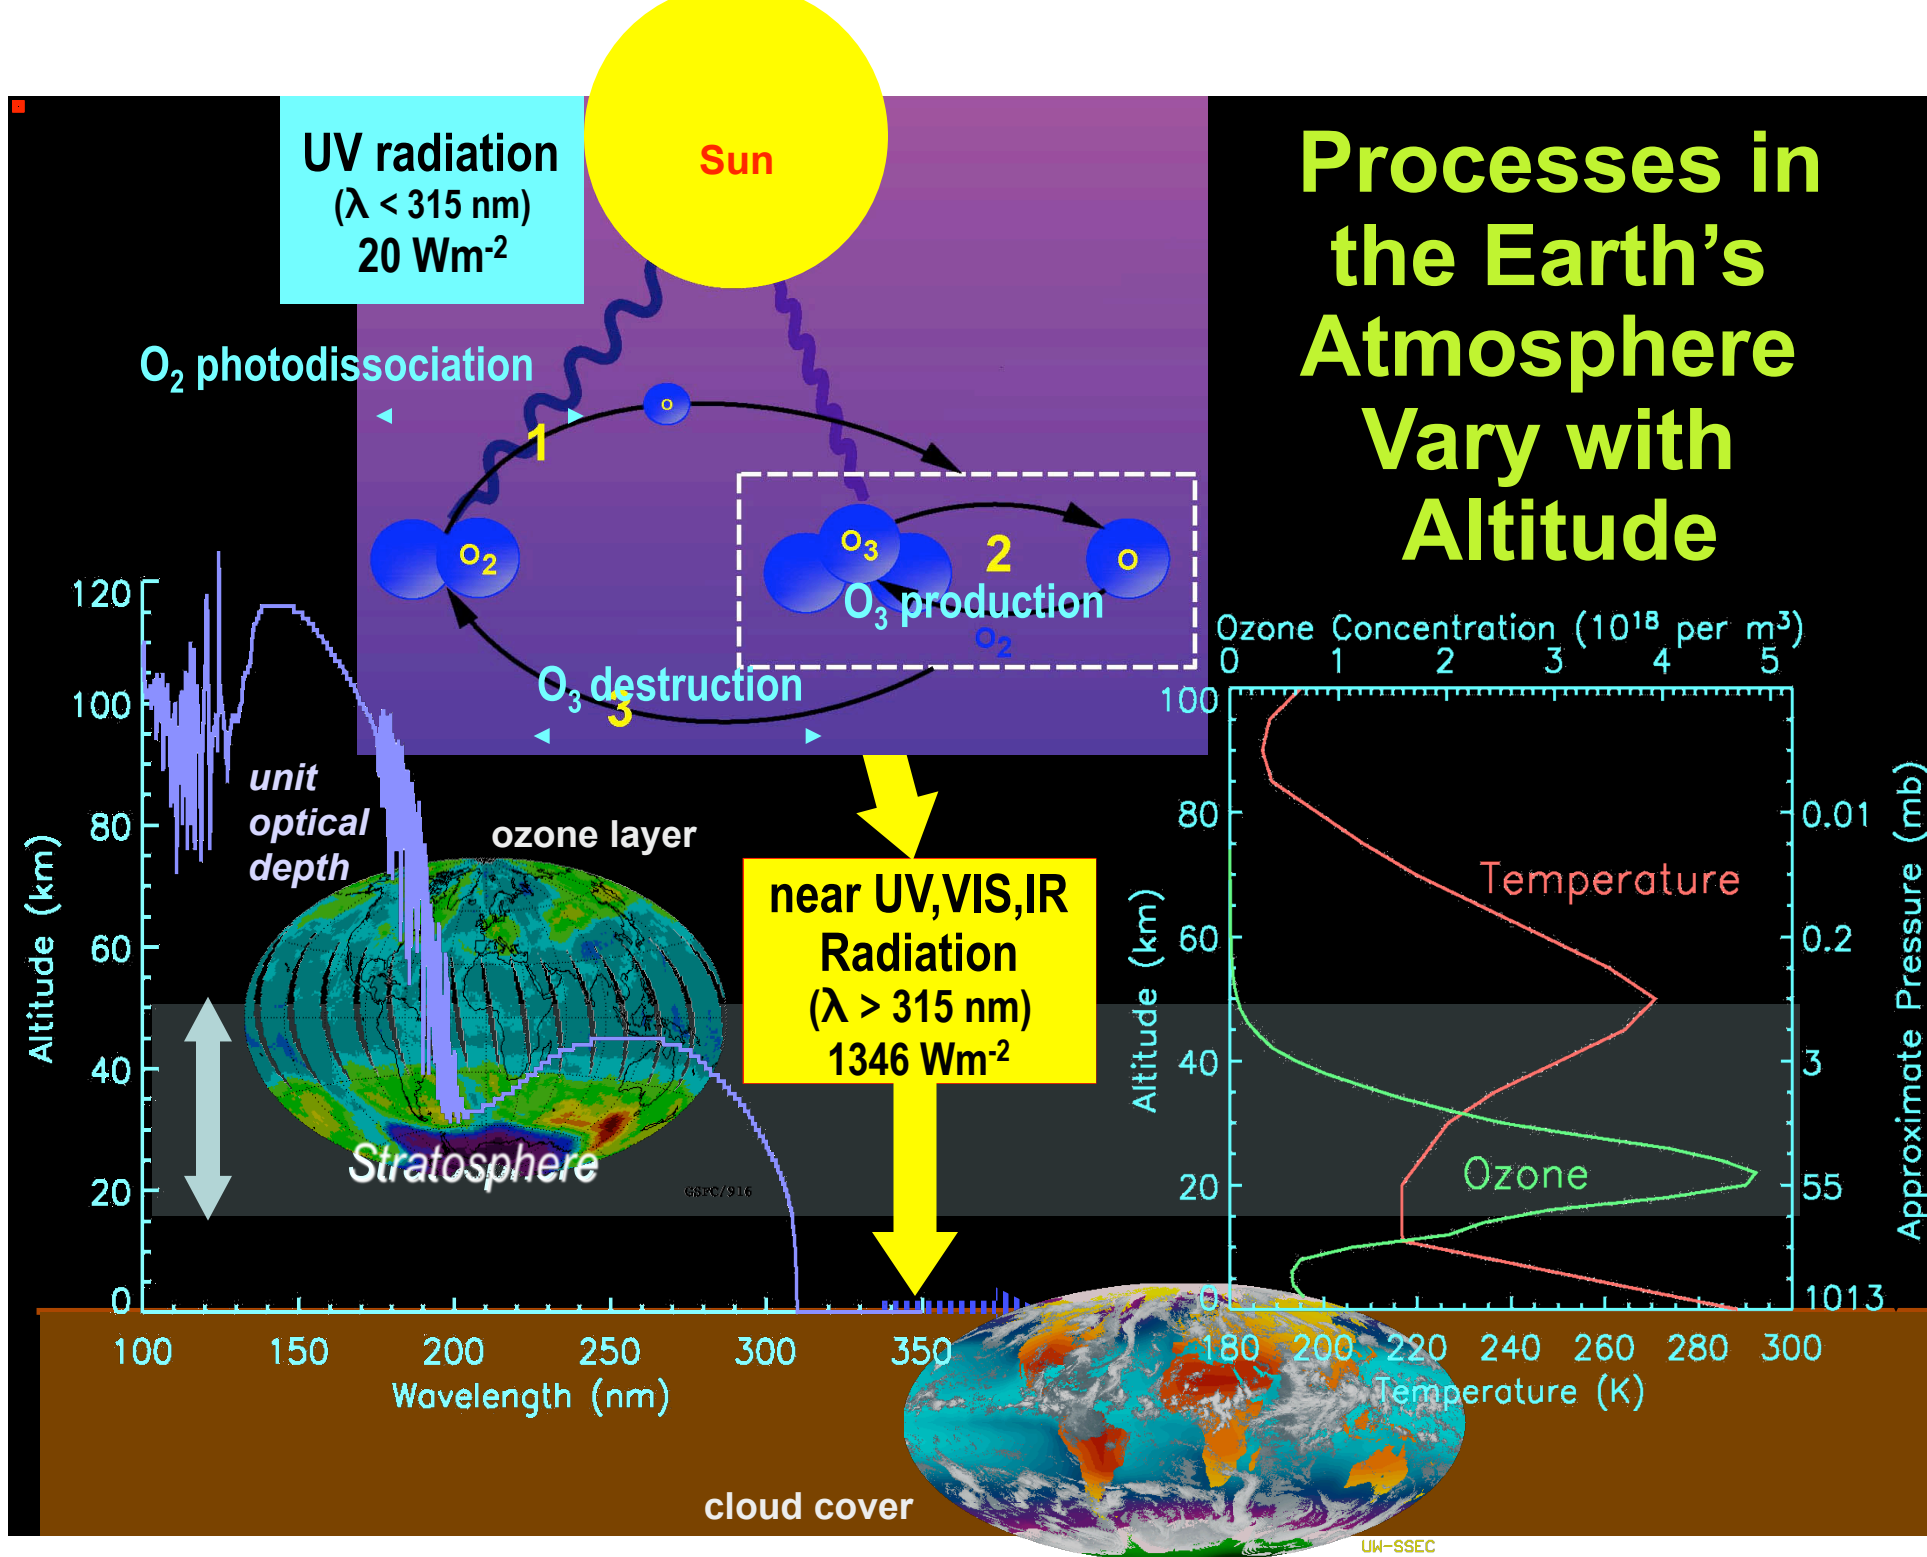 Processes in
the Earth’s
Atmosphere
Vary with
Altitude
UV radiation
(λ < 315 nm)
20 Wm-2
Sun
O2 photodissociation
O
1
O2
O3
2
O
O3 production
O2
O3 destruction
3
unit
optical
depth
ozone layer
near UV,VIS,IR
Radiation
(λ > 315 nm)
1346 Wm-2
Stratosphere
GSFC/916
Altitude (km)
120
100
80
60
40
20
0
100 150 200 250 300 350
Wavelength (nm)
Ozone Concentration (10^18 per m^3)
0 1 2 3 4 5
100
80
60
40
20
0
Altitude (km)
Temperature
Ozone
0.01
0.2
3
55
1013
Approximate Pressure (mb)
180 200 220 240 260 280 300
Temperature (K)
cloud cover
UW-SSEC